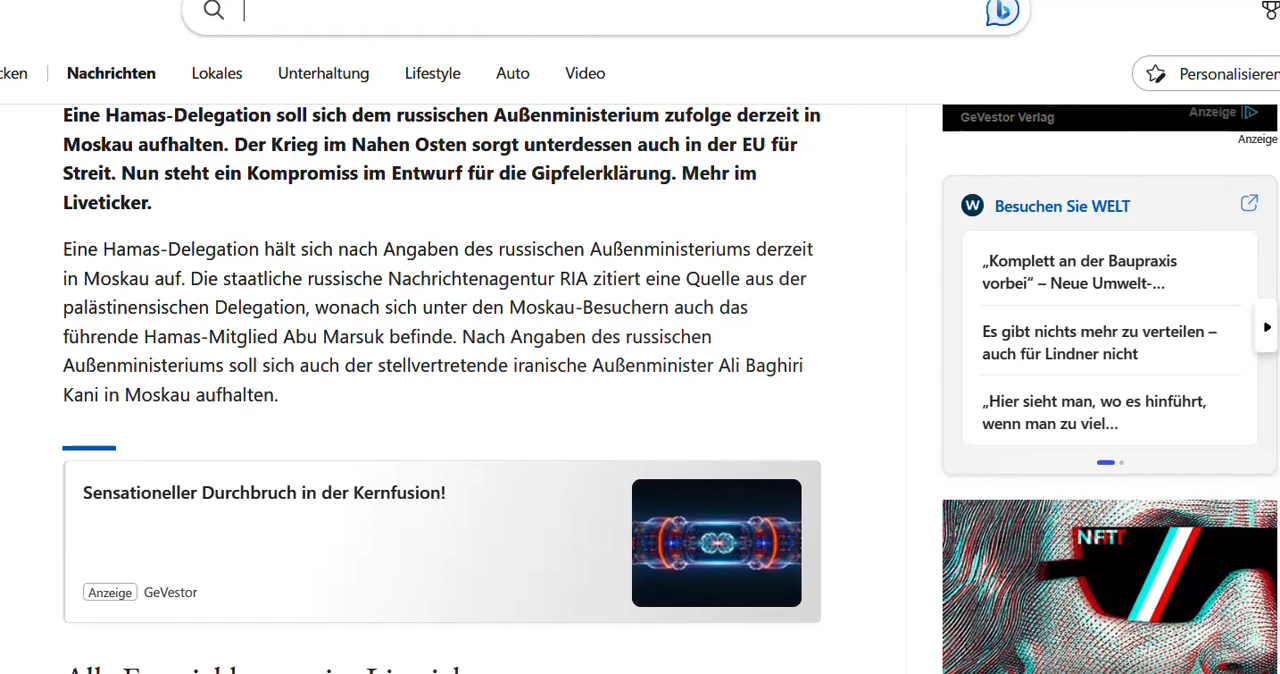 cken
Nachrichten
Lokales
Unterhaltung
Lifestyle
Auto
Video
Personalisieren
Eine Hamas-Delegation soll sich dem russischen Außenministerium zufolge derzeit in
Moskau aufhalten. Der Krieg im Nahen Osten sorgt unterdessen auch in der EU für
Streit. Nun steht ein Kompromiss im Entwurf für die Gipfelerklärung. Mehr im
Liveticker.
Eine Hamas-Delegation hält sich nach Angaben des russischen Außenministeriums derzeit
in Moskau auf. Die staatliche russische Nachrichtenagentur RIA zitiert eine Quelle aus der
palästinensischen Delegation, wonach sich unter den Moskau-Besuchern auch das
führende Hamas-Mitglied Abu Marsuk befinde. Nach Angaben des russischen
Außenministeriums soll sich auch der stellvertretende iranische Außenminister Ali Baghiri
Kani in Moskau aufhalten.
Sensationeller Durchbruch in der Kernfusion!
Anzeige GeVestor
GeVestor Verlag
Anzeige
Anzeige
W Besuchen Sie WELT
„Komplett an der Baupraxis
vorbei“ – Neue Umwelt-...
Es gibt nichts mehr zu verteilen –
auch für Lindner nicht
„Hier sieht man, wo es hinführt,
wenn man zu viel...
NFT